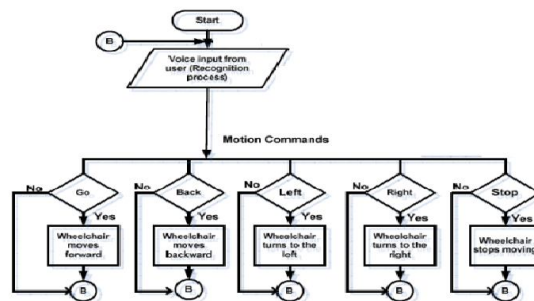 Start
B
Voice input from
user (Recognition
process)
Motion Commands
No
Go
Yes
Wheelchair
moves
forward
B
No
Back
Yes
Wheelchair
moves
backward
B
No
Left
Yes
Wheelchair
turns to the
left
B
No
Right
Yes
Wheelchair
turns to the
right
B
No
Stop
Yes
Wheelchair
stops moving
B